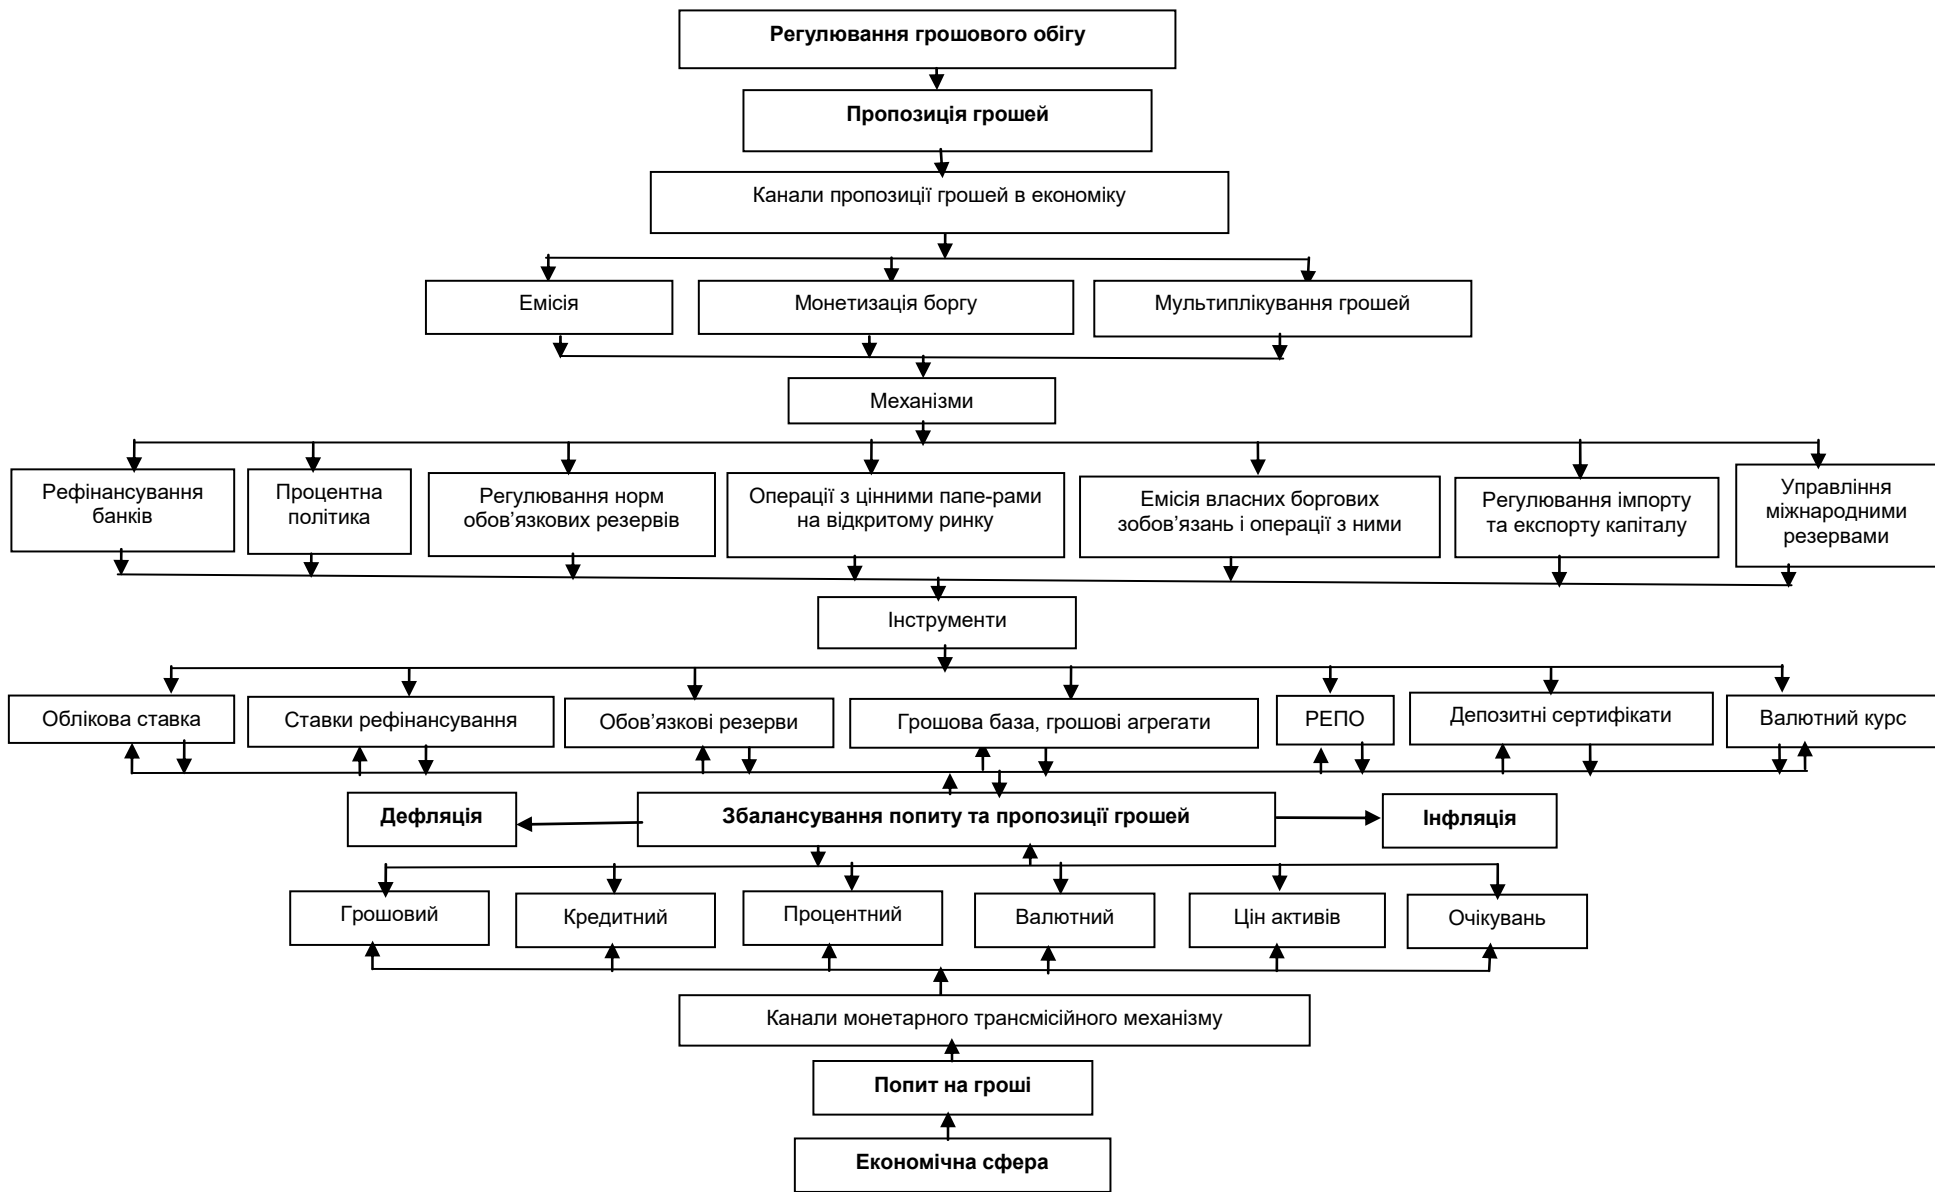 Регулювання грошового обігу
Пропозиція грошей
Канали пропозиції грошей в економіку
Емісія
Монетизація боргу
Мультиплікування грошей
Механізми
Рефінансування
банків
Процентна
політика
Регулювання норм
обов’язкових резервів
Операції з цінними папе-рами
на відкритому ринку
Емісія власних боргових
зобов’язань і операції з ними
Регулювання імпорту
та експорту капіталу
Управління
міжнародними
резервами
Інструменти
Облікова ставка
Ставки рефінансування
Обов’язкові резерви
Грошова база, грошові агрегати
РЕПО
Депозитні сертифікати
Валютний курс
Дефляція
Збалансування попиту та пропозиції грошей
Інфляція
Грошовий
Кредитний
Процентний
Валютний
Цін активів
Очікувань
Канали монетарного трансмісійного механізму
Попит на гроші
Економічна сфера